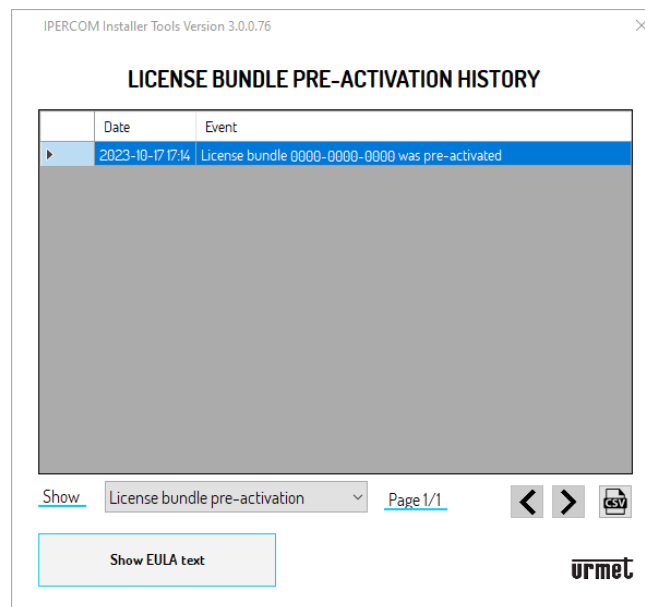 IPERCOM Installer Tools Version 3.0.0.76
LICENSE BUNDLE PRE-ACTIVATION HISTORY
Date Event
2023-10-17 17:14 License bundle 0000-0000-0000 was pre-activated
Show License bundle pre-activation Page 1/1 CSV
Show EULA text
urmet